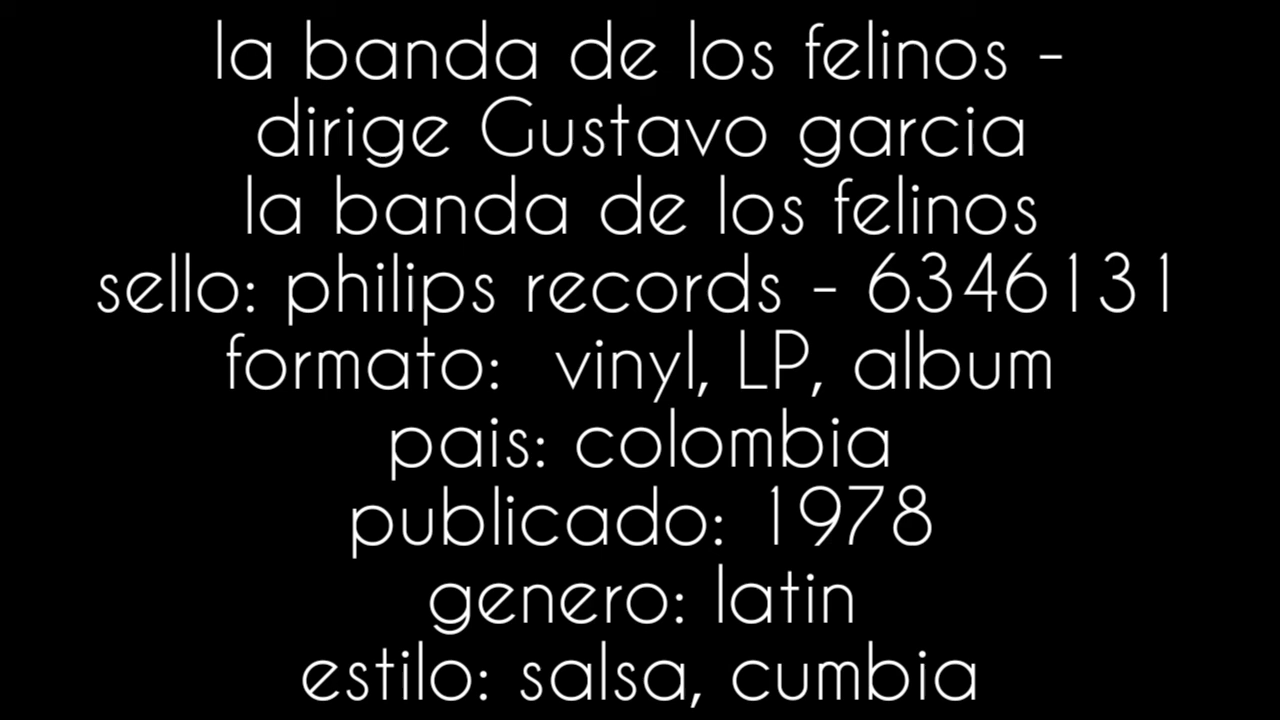 la banda de los felinos -
dirige Gustavo garcia
la banda de los felinos
sello: philips records - 6346131
formato:  vinyl, LP, album
pais: colombia
publicado: 1978
genero: latin
estilo: salsa, cumbia